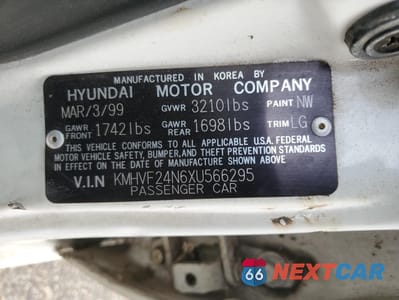 MANUFACTURED IN KOREA BY
HYUNDAI MOTOR COMPANY
MAR/3/99 GVWR 3210lbs PAINT NW
GAWR FRONT 1742lbs GAWR REAR 1698lbs TRIM LG
THIS VEHICLE CONFORMS TO ALL APPLICABLE U.S.A. FEDERAL
MOTOR VEHICLE SAFETY, BUMPER, AND THEFT PREVENTION STANDARDS
IN EFFECT ON THE DATE OF MANUFACTURE SHOWN ABOVE
V.I.N KMHVF24N6XU566295
PASSENGER CAR
66 NEXTCAR